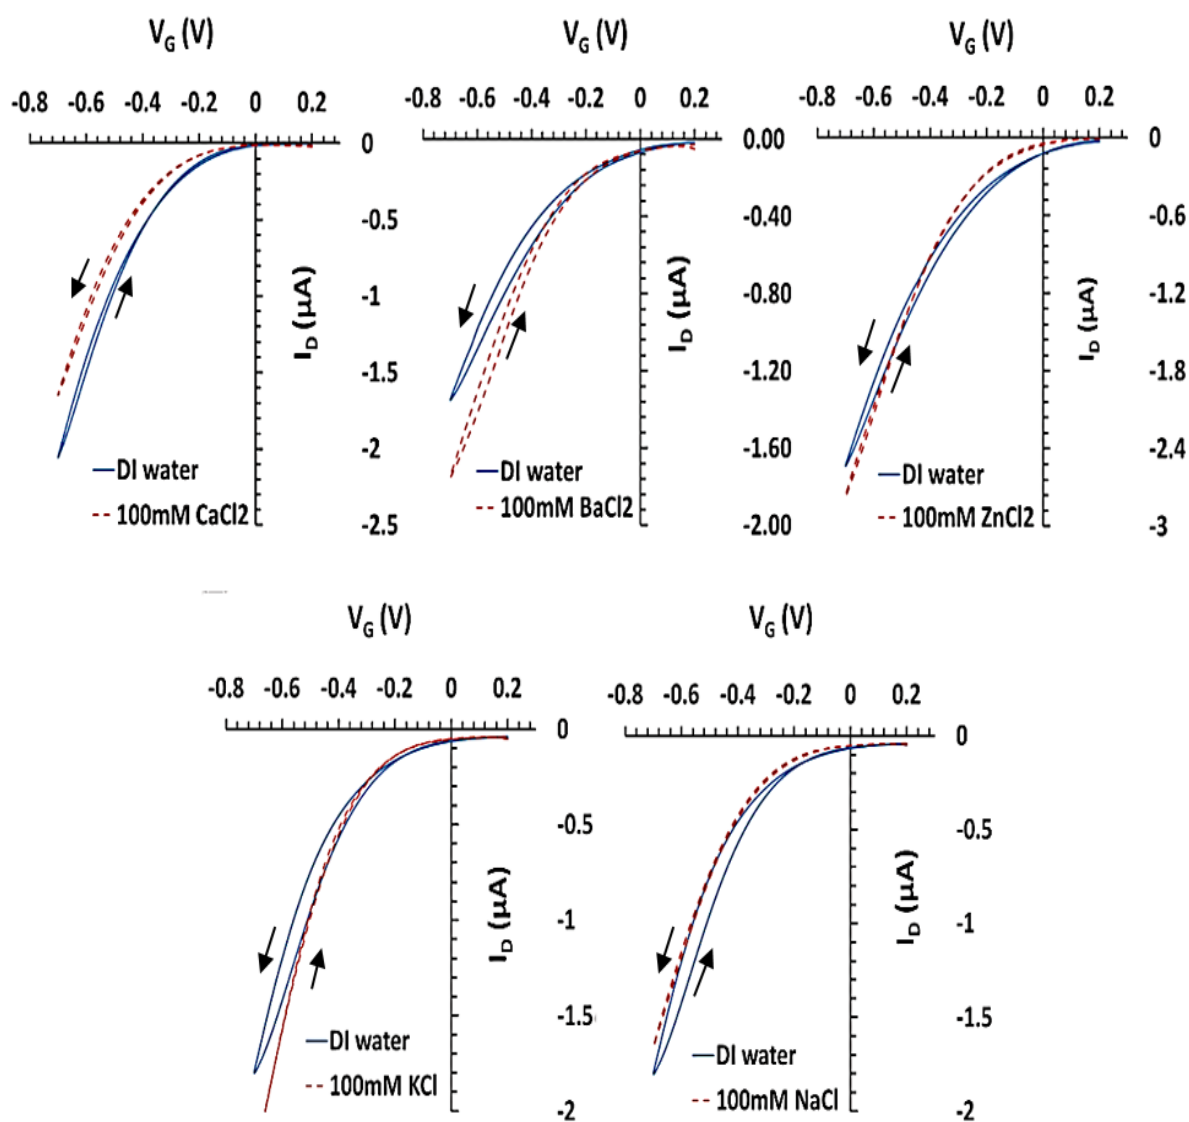 V_G (V)
-0.8 -0.6 -0.4 -0.2 0 0.2
0
-0.5
-1
-1.5
-2
-2.5
I_D (μA)
DI water
100mM CaCl2
V_G (V)
-0.8 -0.6 -0.4 -0.2 0 0.2
0.00
-0.40
-0.80
-1.20
-1.60
-2.00
I_D (μA)
DI water
100mM BaCl2
V_G (V)
-0.8 -0.6 -0.4 -0.2 0 0.2
0
-0.6
-1.2
-1.8
-2.4
-3
I_D (μA)
DI water
100mM ZnCl2
V_G (V)
-0.8 -0.6 -0.4 -0.2 0 0.2
0
-0.5
-1
-1.5
-2
I_D (μA)
DI water
100mM KCl
V_G (V)
-0.8 -0.6 -0.4 -0.2 0 0.2
0
-0.5
-1
-1.5
-2
I_D (μA)
DI water
100mM NaCl